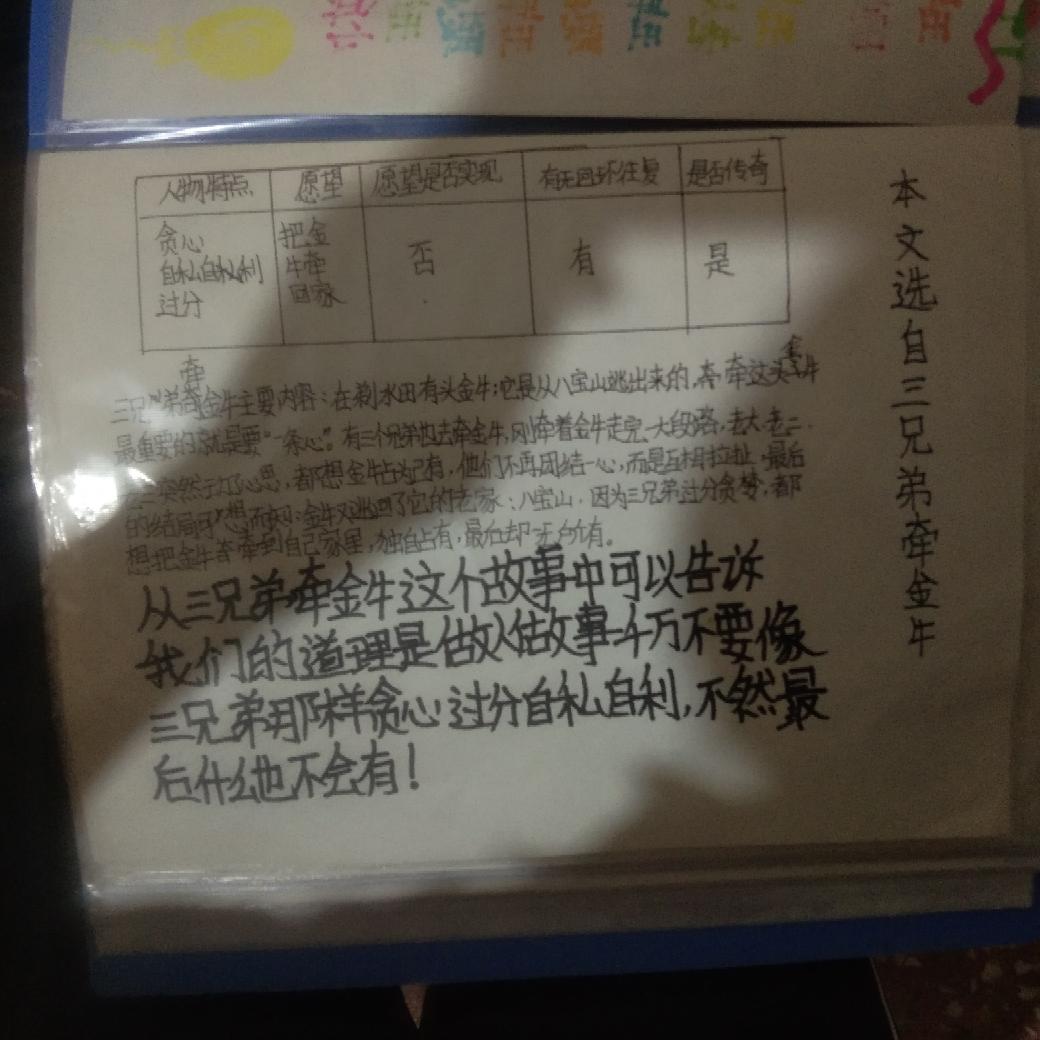 人物特点 愿望 愿望是否实现 有无回环往复 是否传奇
贪心
自私自私利
过分
把金
牛牵
回家
否
有
是
本文选自三兄弟牵金牛
牵
三兄弟牵金牛主要内容：在剥水田有头金牛，它是从八宝山逃出来的，牵这头牛
金
最重要的就是要“一条心”。有三个兄弟也去牵金牛，刚牵着金牛走完一大段路，老大、老二、
老三突然动了心思，都想金牛占为己有，他们不再团结一心，而是互相拉扯，最后
的结局可想而知：金牛又逃回了它的老家：八宝山。因为三兄弟过分贪梦，都
想把金牛牵到自己家里，独自占有，最后却一无所有。
从三兄弟牵金牛这个故事中可以告诉
我们的道理是做人做故事千万不要像
三兄弟那样贪心过分自私自利，不然最
后什么也不会有！